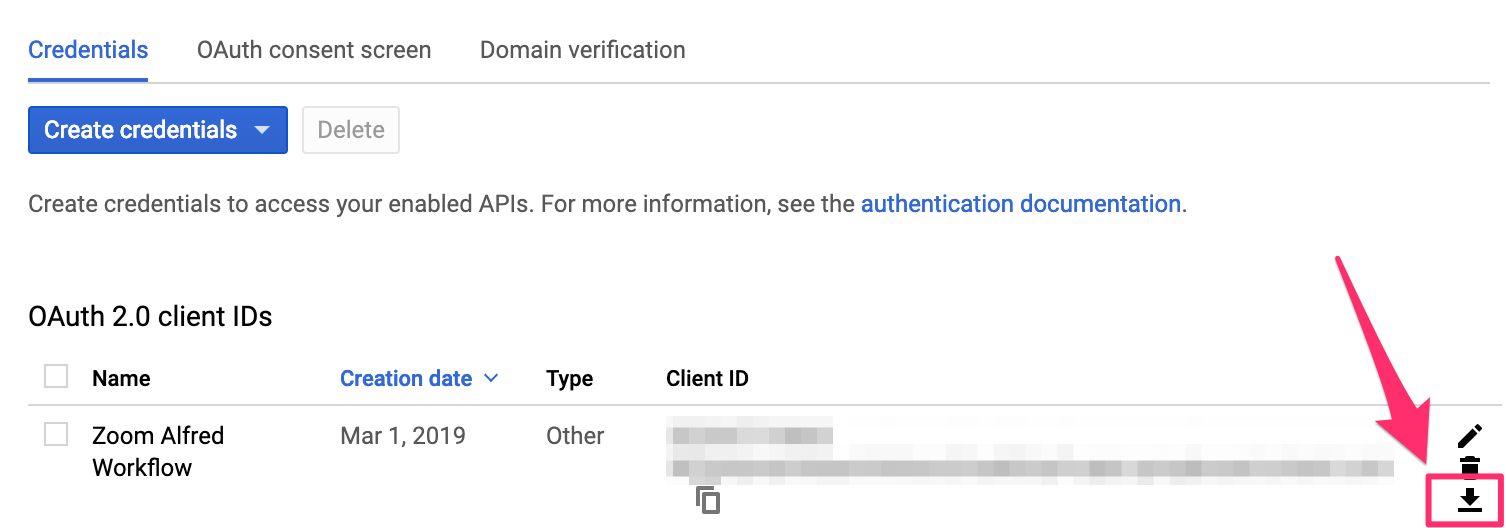 Credentials OAuth consent screen Domain verification
Create credentials Delete
Create credentials to access your enabled APIs. For more information, see the authentication documentation.
OAuth 2.0 client IDs
Name Creation date Type Client ID
Zoom Alfred Mar 1, 2019 Other
Workflow